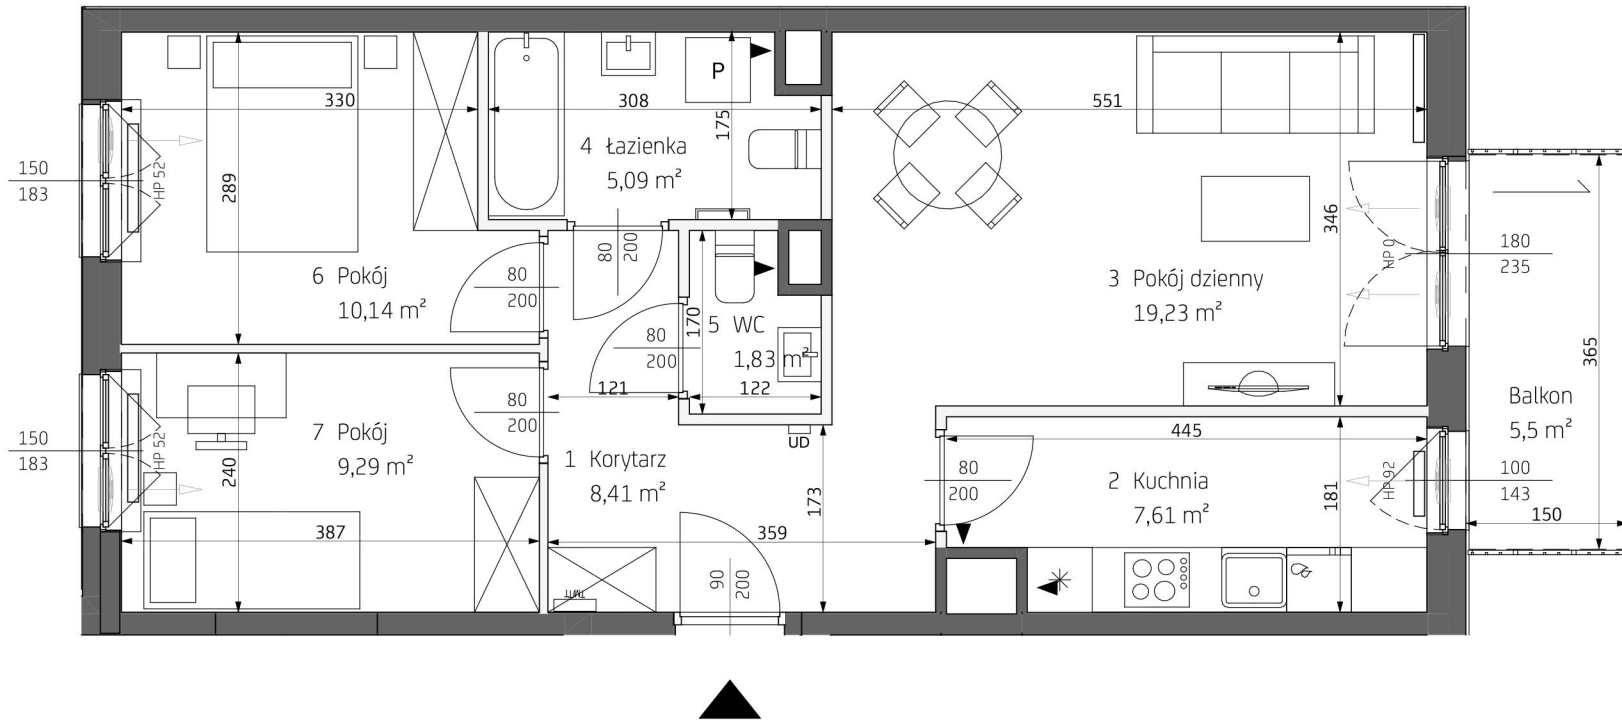 330
308
P
551
150
183
HP 52
289
175
4 Łazienka
5,09 m²
346
HP 0
180
235
80
200
6 Pokój
10,14 m²
80
200
3 Pokój dzienny
19,23 m²
170
5 WC
1,83 m²
80
200
365
121
122
Balkon
5,5 m²
150
183
HP 52
240
7 Pokój
9,29 m²
80
200
UD
445
1 Korytarz
8,41 m²
173
80
200
2 Kuchnia
7,61 m²
181
HP 92
100
143
150
387
359
90
200